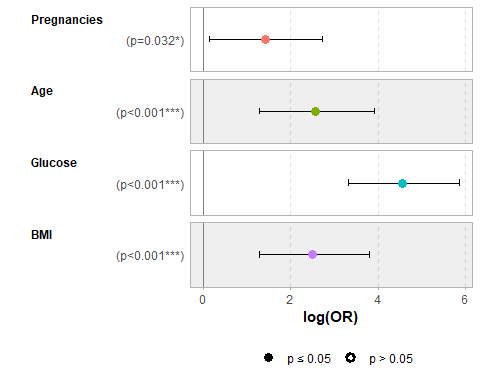 Pregnancies
(p=0.032*)
Age
(p<0.001***)
Glucose
(p<0.001***)
BMI
(p<0.001***)
0 2 4 6
log(OR)
p ≤ 0.05 p > 0.05